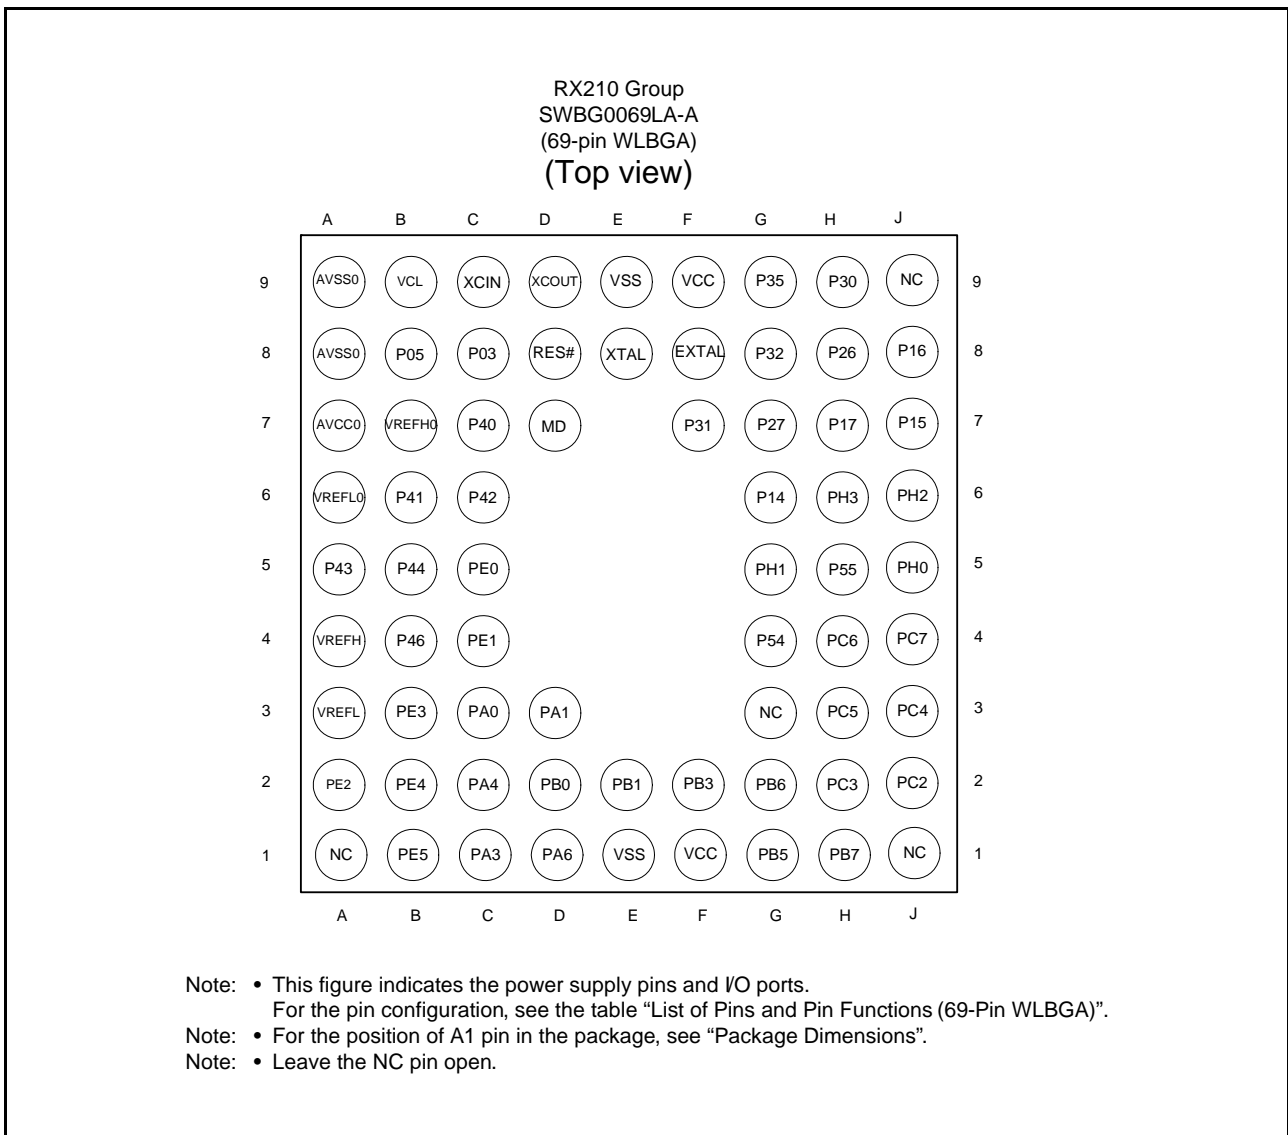 RX210 Group
SWBG0069LA-A
(69-pin WLBGA)
(Top view)
A B C D E F G H J
9 AVSS0 VCL XCIN XCOUT VSS VCC P35 P30 NC 9
8 AVSS0 P05 P03 RES# XTAL EXTAL P32 P26 P16 8
7 AVCC0 VREFH0 P40 MD P31 P27 P17 P15 7
6 VREFL0 P41 P42 P14 PH3 PH2 6
5 P43 P44 PE0 PH1 P55 PH0 5
4 VREFH P46 PE1 P54 PC6 PC7 4
3 VREFL PE3 PA0 PA1 NC PC5 PC4 3
2 PE2 PE4 PA4 PB0 PB1 PB3 PB6 PC3 PC2 2
1 NC PE5 PA3 PA6 VSS VCC PB5 PB7 NC 1
A B C D E F G H J
Note: • This figure indicates the power supply pins and I/O ports.
For the pin configuration, see the table “List of Pins and Pin Functions (69-Pin WLBGA)”.
Note: • For the position of A1 pin in the package, see “Package Dimensions”.
Note: • Leave the NC pin open.